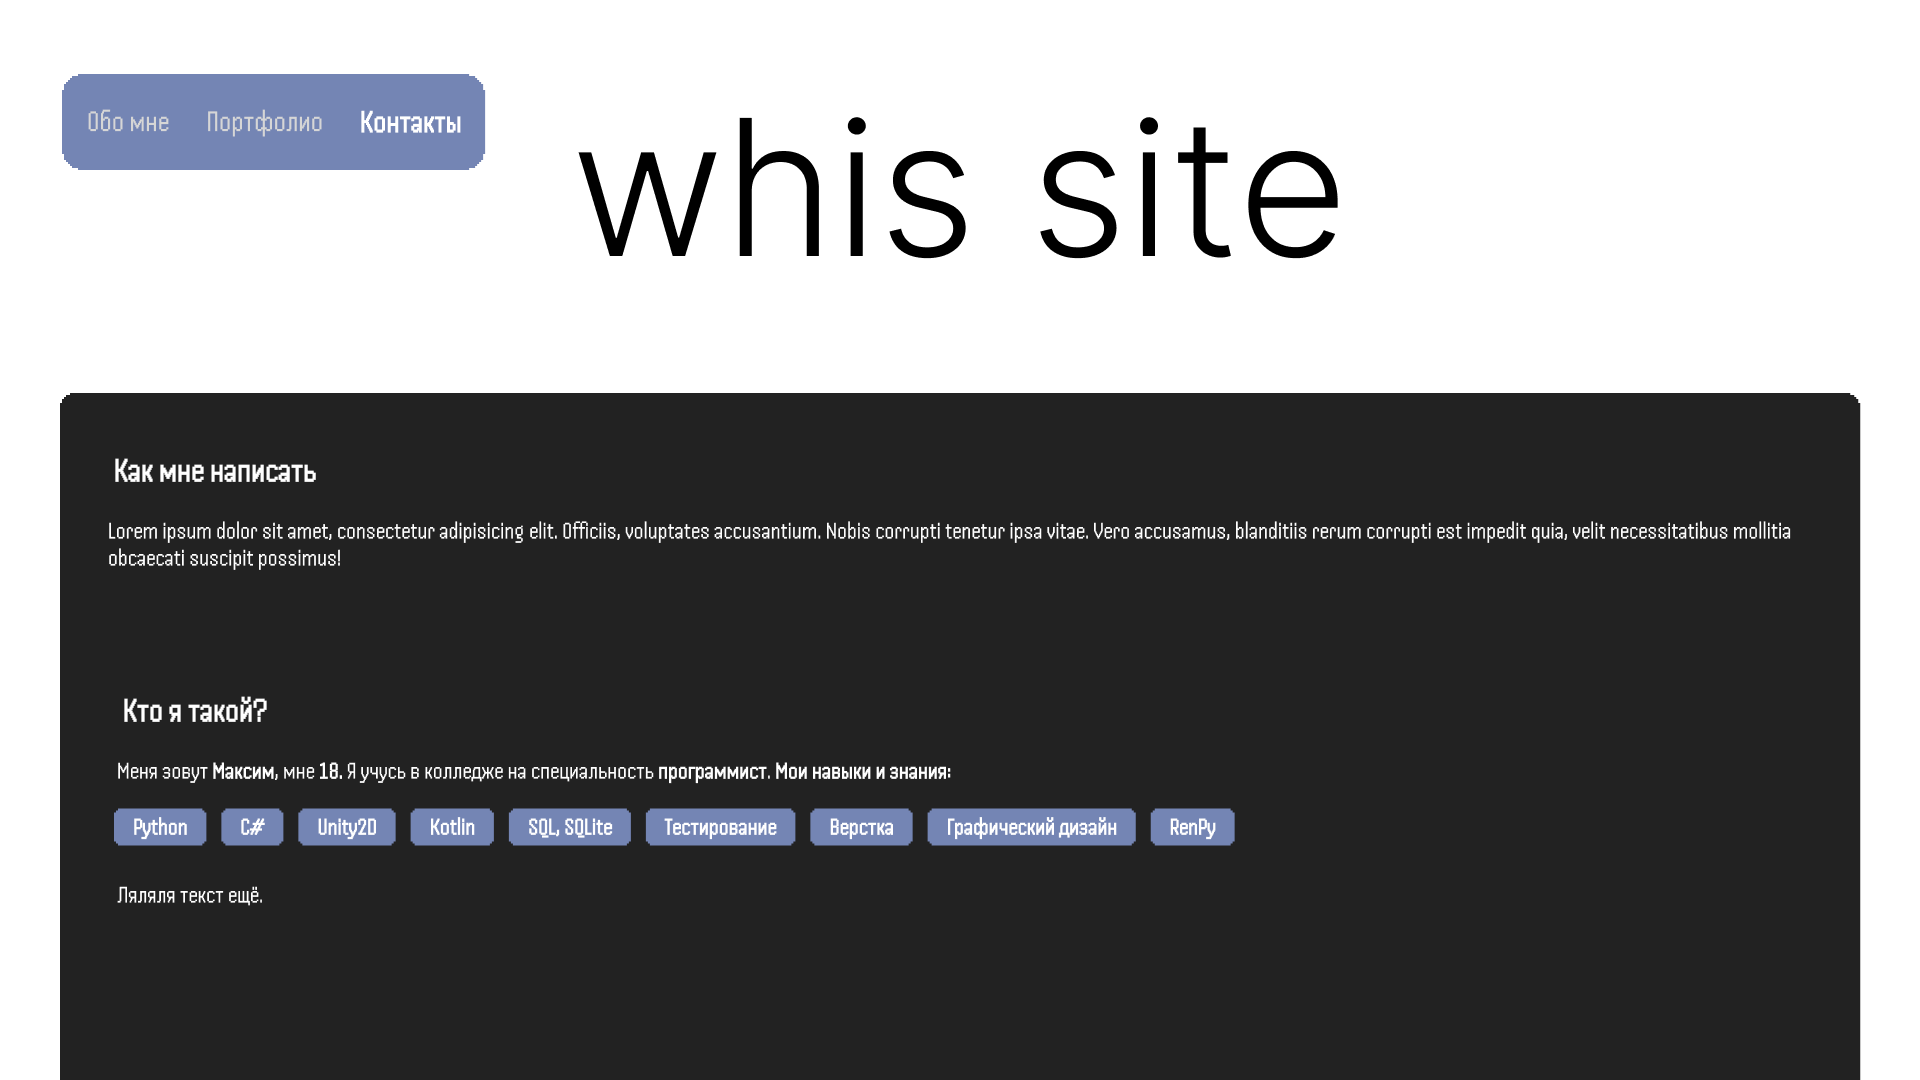 Обо мне Портфолио Контакты
whis site
Как мне написать
Lorem ipsum dolor sit amet, consectetur adipisicing elit. Officiis, voluptates accusantium. Nobis corrupti tenetur ipsa vitae. Vero accusamus, blanditiis rerum corrupti est impedit quia, velit necessitatibus mollitia
obcaecati suscipit possimus!
Кто я такой?
Меня зовут Максим, мне 18. Я учусь в колледже на специальность программист. Мои навыки и знания:
Python C# Unity2D Kotlin SQL, SQLite Тестирование Верстка Графический дизайн RenPy
Ляляля текст ещё.